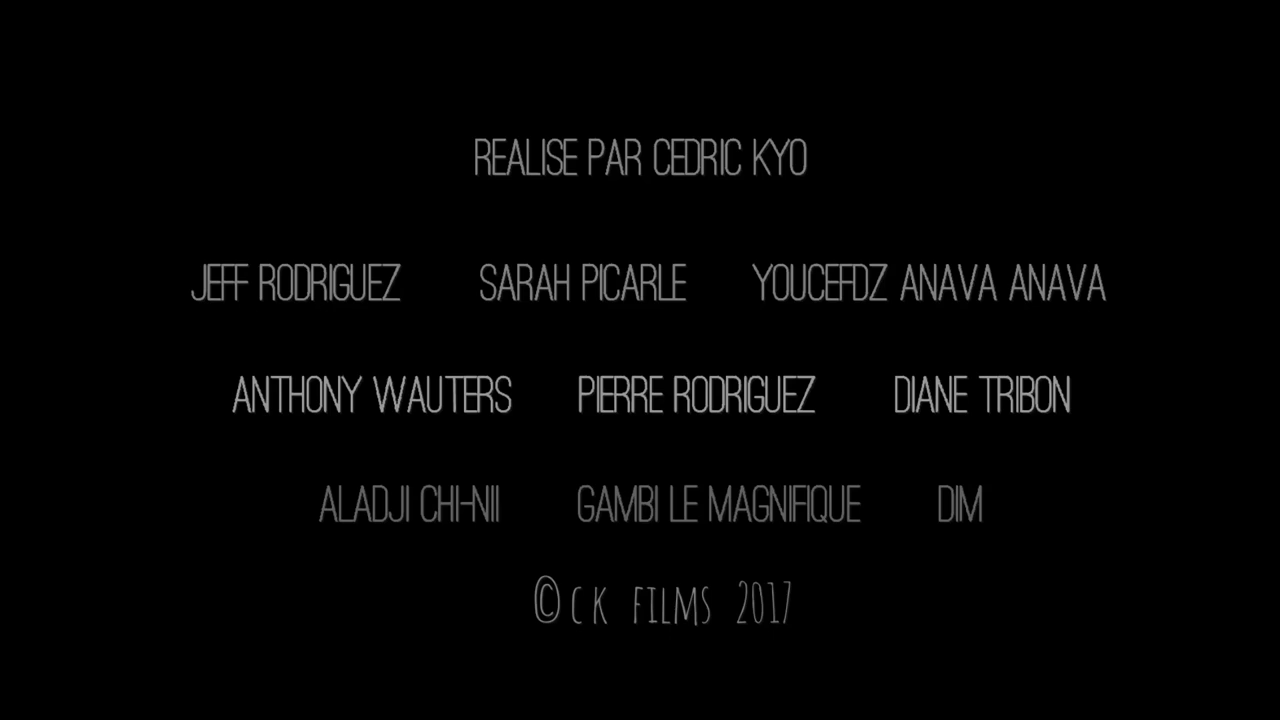 REALISE PAR CEDRIC KYO
JEFF RODRIGUEZ SARAH PICARLE YOUCEFDZ ANAVA ANAVA
ANTHONY WAUTERS PIERRE RODRIGUEZ DIANE TRIBON
ALADJI CHI-NII GAMBI LE MAGNIFIQUE DIM
©CK FILMS 2017